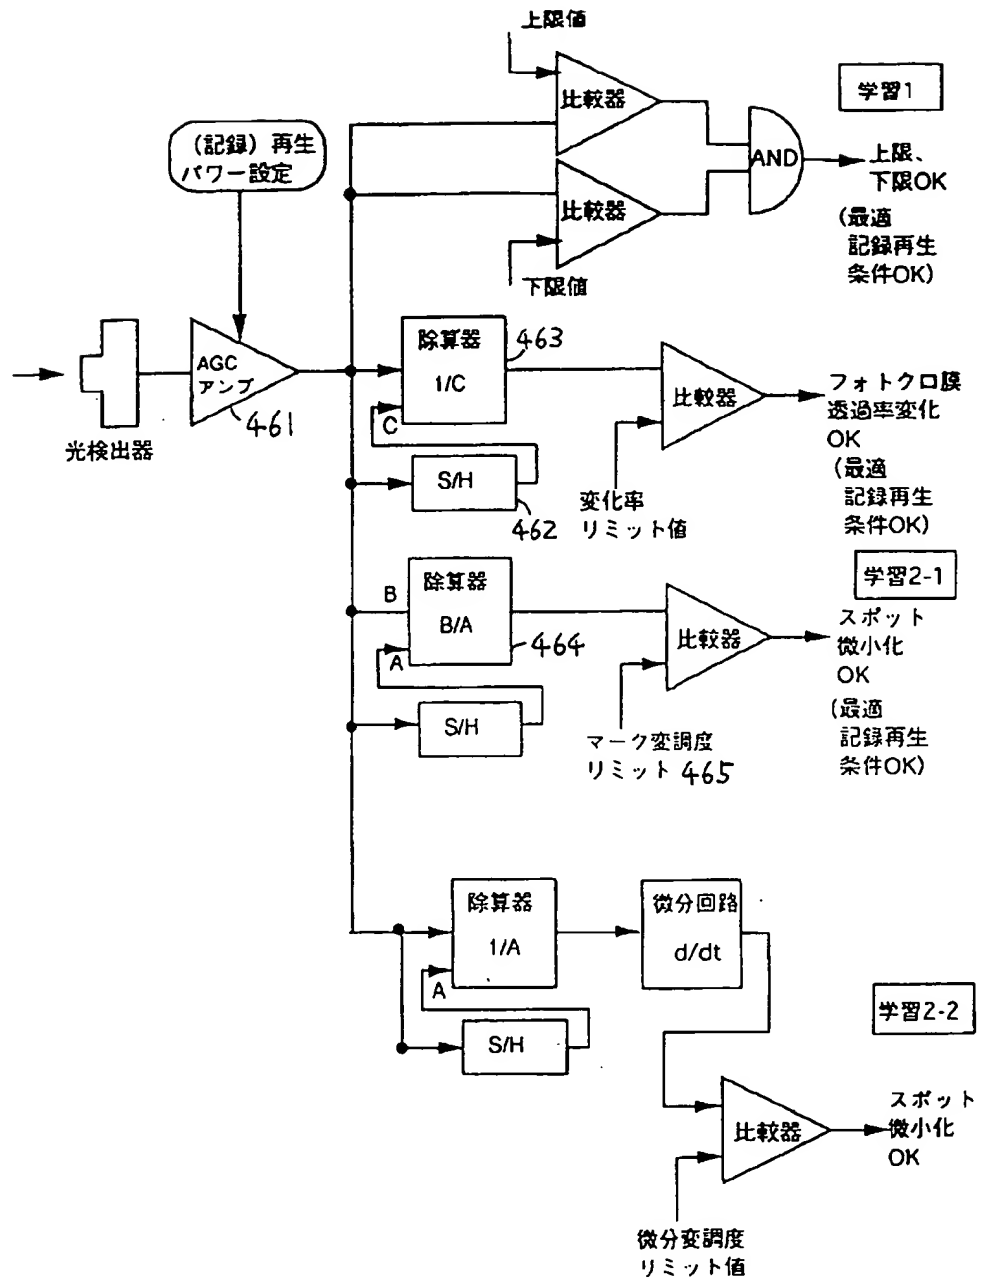 上限値
比較器
学習1
(記録)再生
パワー設定
AND
上限、
下限OK
比較器
(最適
記録再生
条件OK)
下限値
除算器
463
1/C
AGC
アンプ
461
C
比較器
フォトクロ膜
透過率変化
OK
(最適
記録再生
条件OK)
光検出器
S/H
462
変化率
リミット値
学習2-1
B
除算器
B/A
464
A
比較器
スポット
微小化
OK
(最適
記録再生
条件OK)
S/H
マーク変調度
リミット 465
除算器
1/A
微分回路
d/dt
A
学習2-2
S/H
比較器
スポット
微小化
OK
微分変調度
リミット値